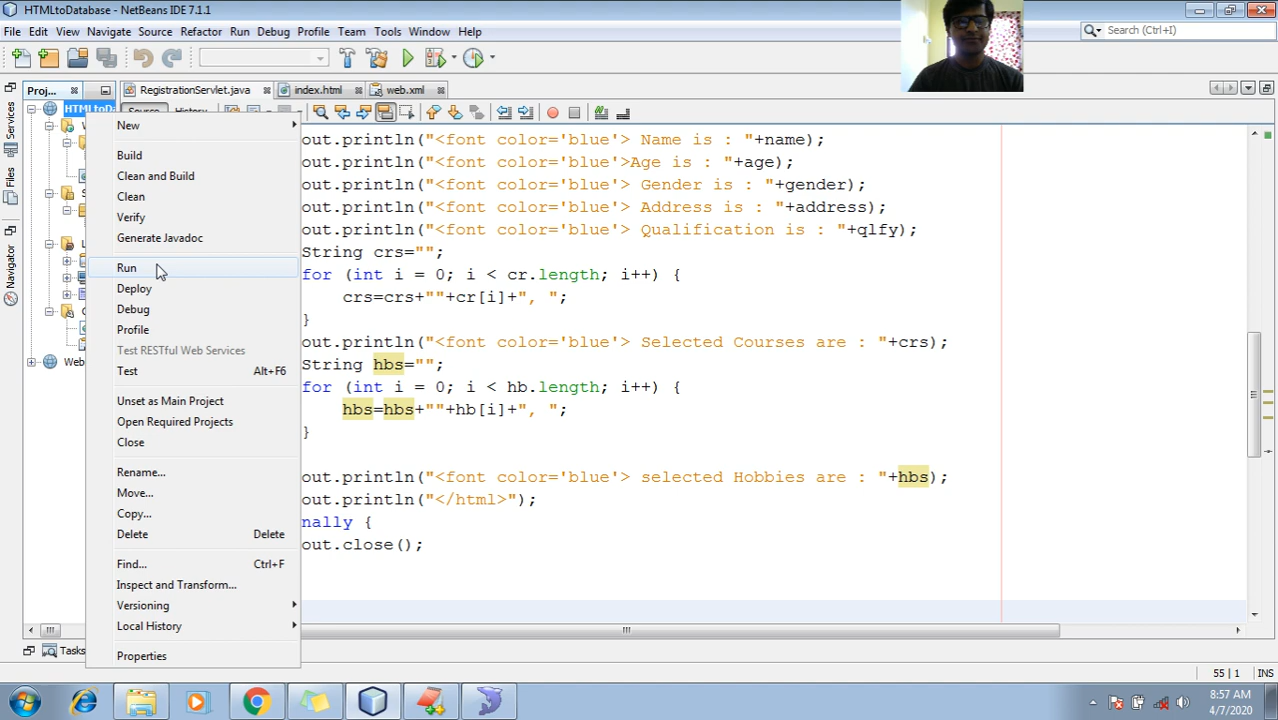 HTMLtoDatabase - NetBeans IDE 7.1.1
File Edit View Navigate Source Refactor Run Debug Profile Team Tools Window Help
Search (Ctrl+I)
Proj...
RegistrationServlet.java
index.html
web.xml
Source
History
HTMLtoDa
Services
Files
Navigator
Web
New
Build
Clean and Build
Clean
Verify
Generate Javadoc
Run
Deploy
Debug
Profile
Test RESTful Web Services
Test Alt+F6
Unset as Main Project
Open Required Projects
Close
Rename...
Move...
Copy...
Delete Delete
Find... Ctrl+F
Inspect and Transform...
Versioning
Local History
Properties
out.println("<font color='blue'> Name is : "+name);
out.println("<font color='blue'>Age is : "+age);
out.println("<font color='blue'> Gender is : "+gender);
out.println("<font color='blue'> Address is : "+address);
out.println("<font color='blue'> Qualification is : "+qlfy);
String crs="";
for (int i = 0; i < cr.length; i++) {
crs=crs+""+cr[i]+", ";
}
out.println("<font color='blue'> Selected Courses are : "+crs);
String hbs="";
for (int i = 0; i < hb.length; i++) {
hbs=hbs+""+hb[i]+", ";
}
out.println("<font color='blue'> selected Hobbies are : "+hbs);
out.println("</html>");
nally {
out.close();
Tasks
55 | 1 INS
8:57 AM
4/7/2020